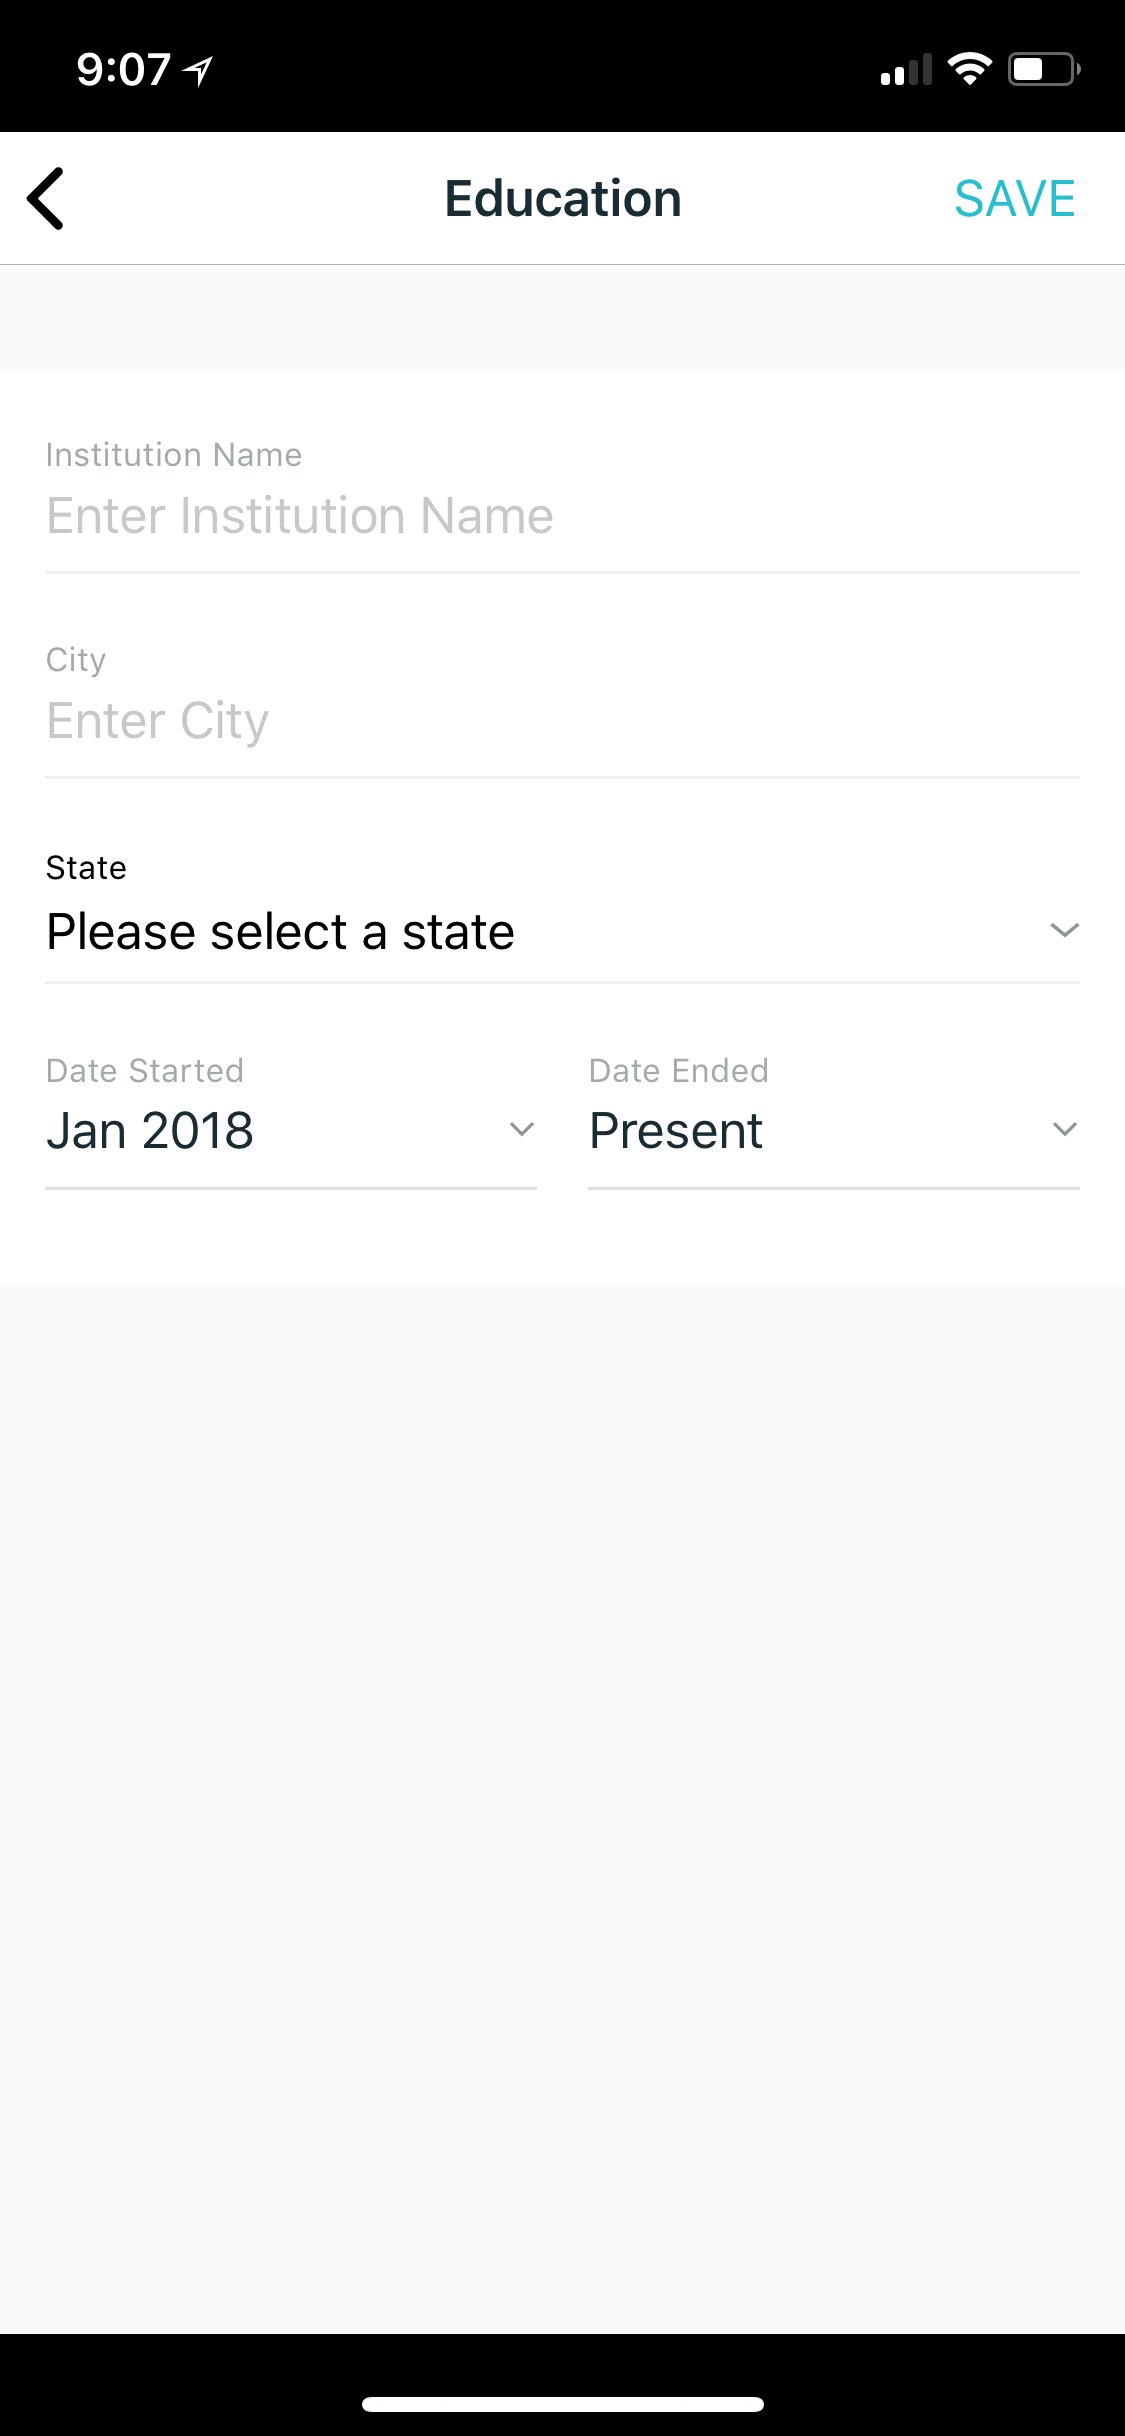 9:07
Education
SAVE
Institution Name
Enter Institution Name
City
Enter City
State
Please select a state
Date Started
Date Ended
Jan 2018
Present